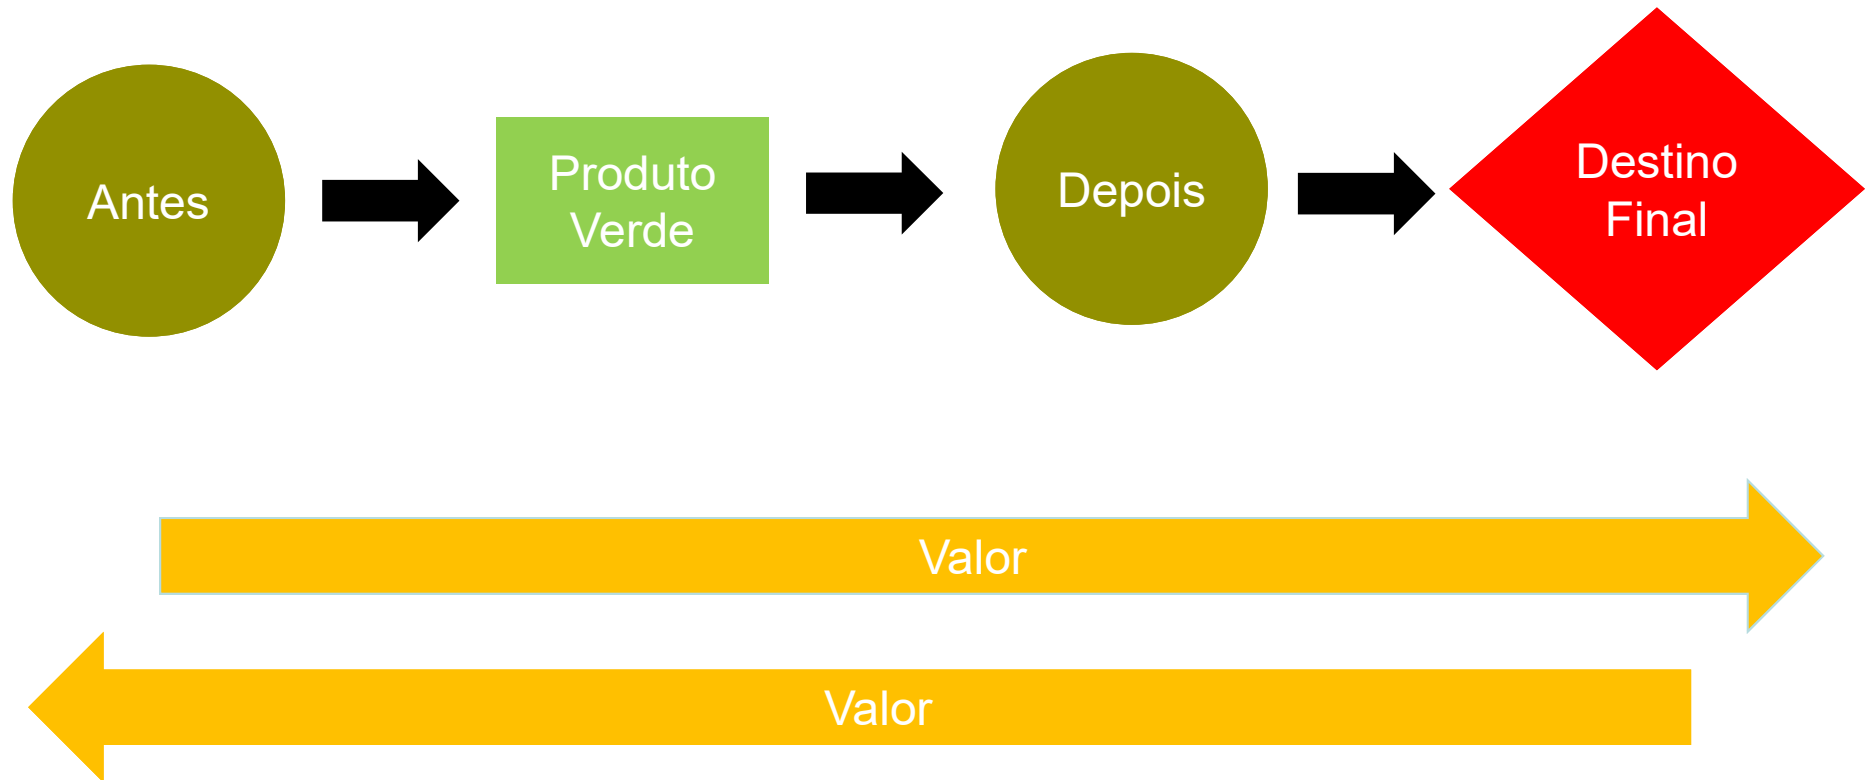 Antes
Produto
Verde
Depois
Destino
Final
Valor
Valor